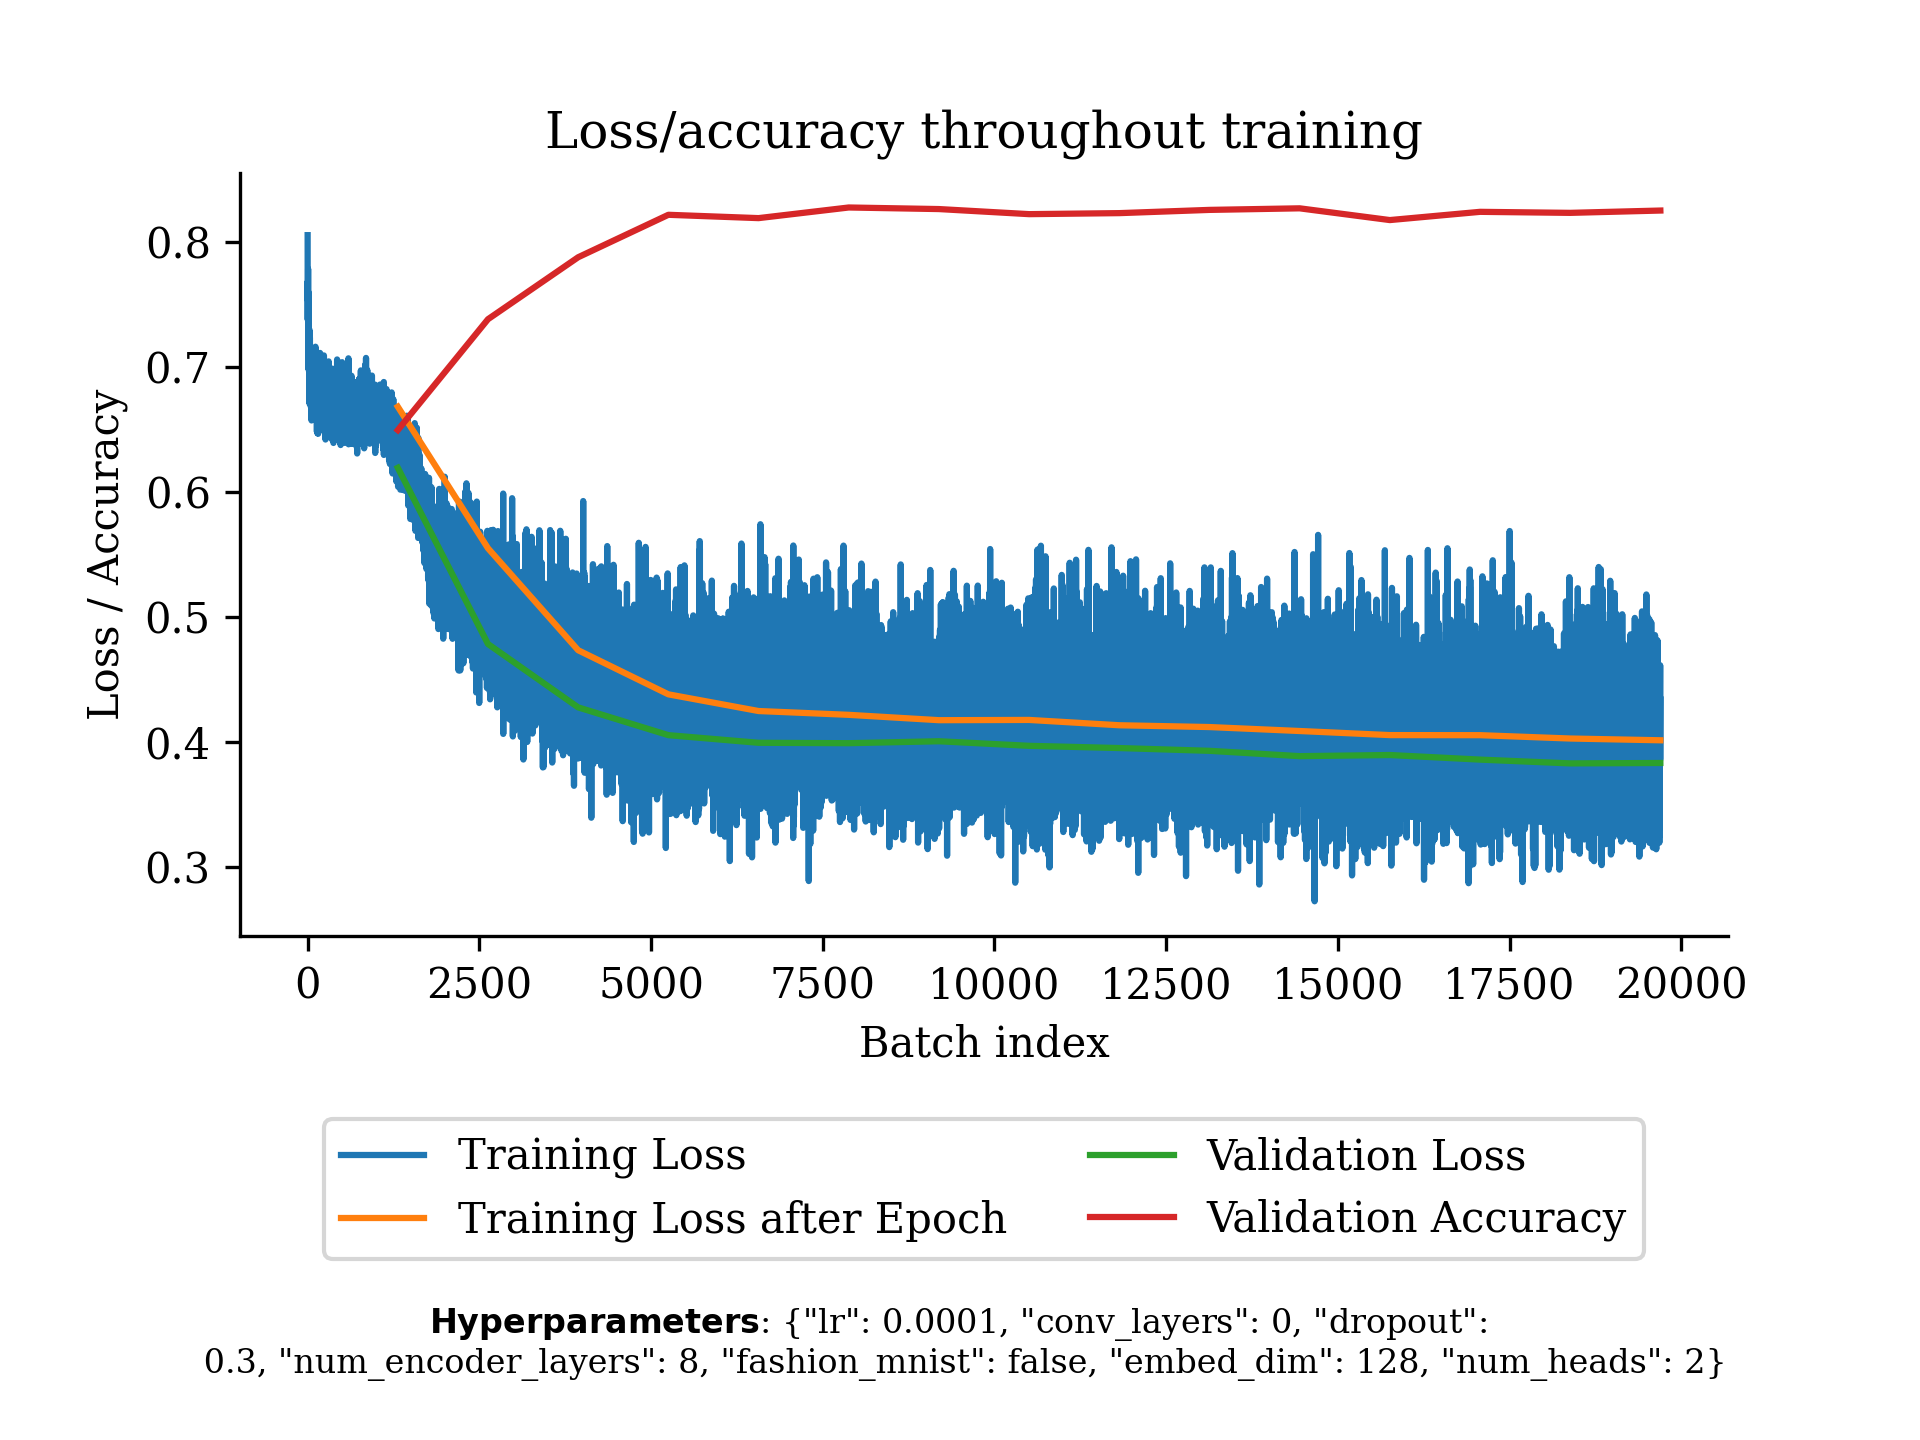 Loss/accuracy throughout training
Loss / Accuracy
0.8
0.7
0.6
0.5
0.4
0.3
0 2500 5000 7500 10000 12500 15000 17500 20000
Batch index
Training Loss
Training Loss after Epoch
Validation Loss
Validation Accuracy
Hyperparameters: {"lr": 0.0001, "conv_layers": 0, "dropout":
0.3, "num_encoder_layers": 8, "fashion_mnist": false, "embed_dim": 128, "num_heads": 2}